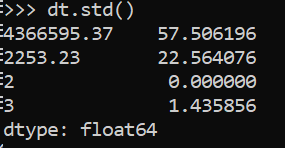 >>> dt.std()
4366595.37    57.506196
2253.23       22.564076
2              0.000000
3              1.435856
dtype: float64